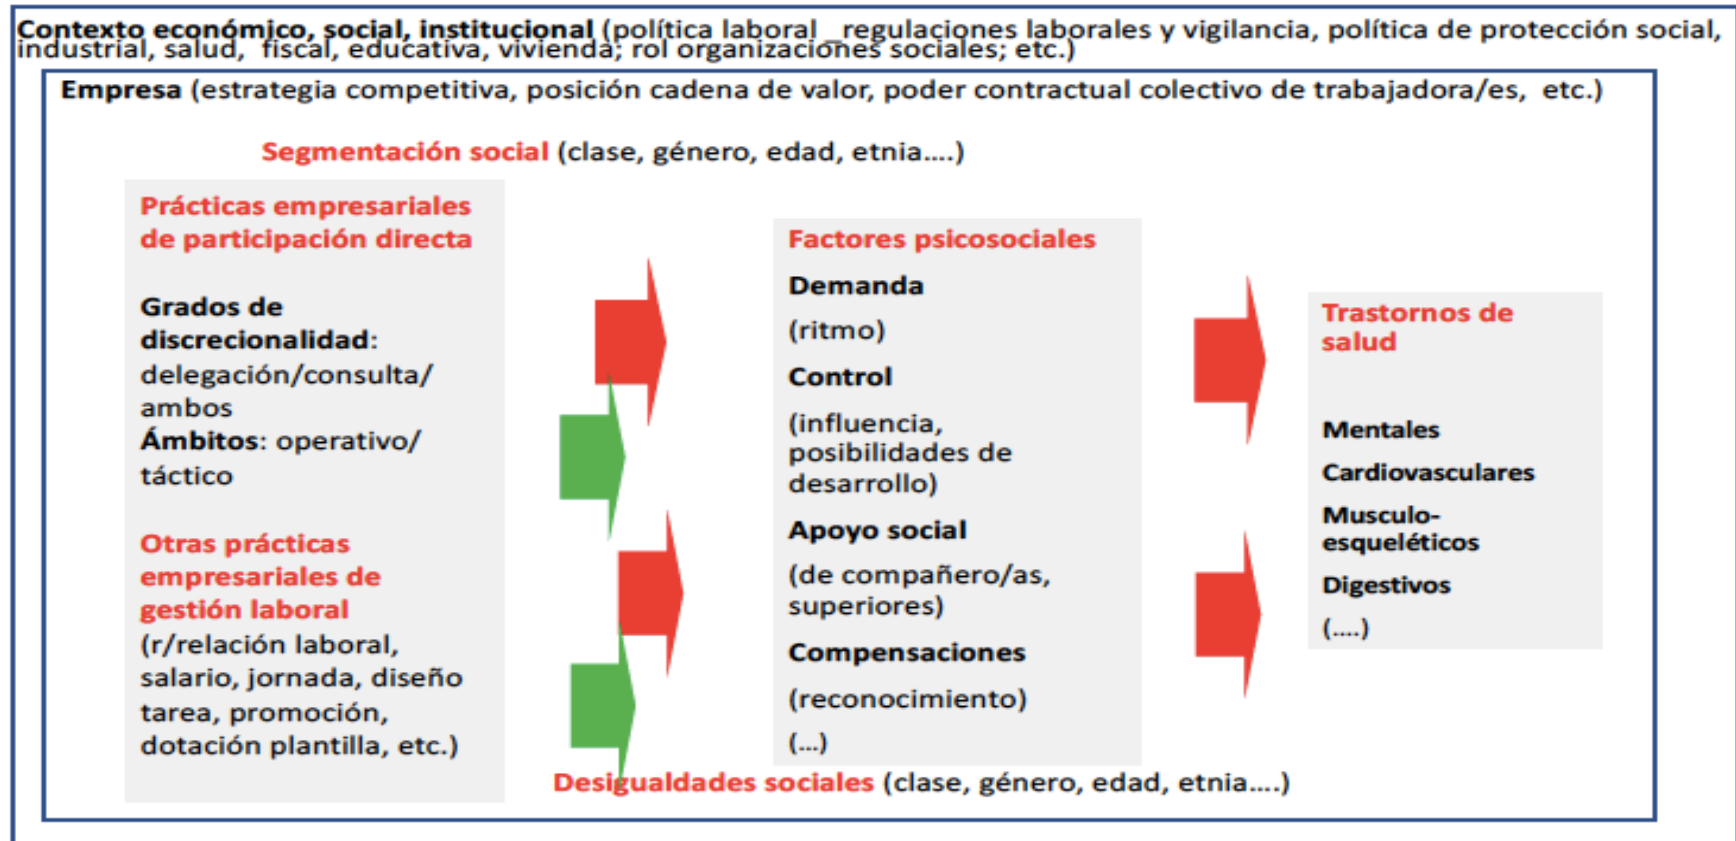 Contexto económico, social, institucional (política laboral _regulaciones laborales y vigilancia, política de protección social,
industrial, salud, fiscal, educativa, vivienda; rol organizaciones sociales; etc.)
Empresa (estrategia competitiva, posición cadena de valor, poder contractual colectivo de trabajadora/es, etc.)
Segmentación social (clase, género, edad, etnia....)
Prácticas empresariales
de participación directa
Grados de
discrecionalidad:
delegación/consulta/
ambos
Ámbitos: operativo/
táctico
Otras prácticas
empresariales de
gestión laboral
(r/relación laboral,
salario, jornada, diseño
tarea, promoción,
dotación plantilla, etc.)
Factores psicosociales
Demanda
(ritmo)
Control
(influencia,
posibilidades de
desarrollo)
Apoyo social
(de compañero/as,
superiores)
Compensaciones
(reconocimiento)
(...)
Trastornos de
salud
Mentales
Cardiovasculares
Musculo-
esqueléticos
Digestivos
(....)
Desigualdades sociales (clase, género, edad, etnia....)